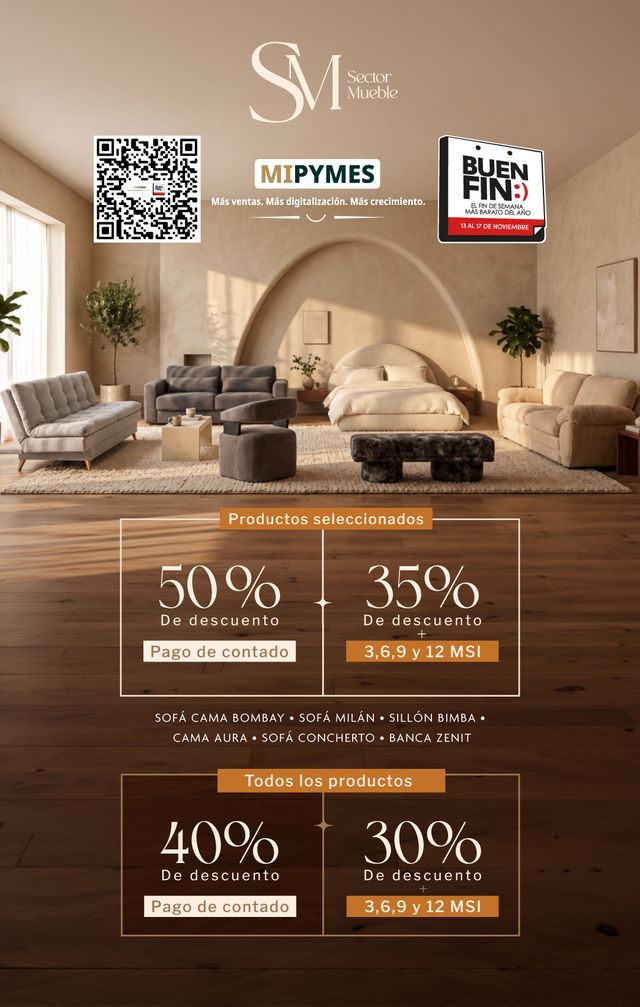 SM Sector
Mueble
MIPYMES
Más ventas. Más digitalización. Más crecimiento.
BUEN
FIN:)
EL FIN DE SEMANA
MÁS BARATO DEL AÑO
13 AL 17 DE NOVIEMBRE
Productos seleccionados
50%
De descuento
Pago de contado
35%
De descuento
+
3,6,9 y 12 MSI
SOFÁ CAMA BOMBAY • SOFÁ MILÁN • SILLÓN BIMBA •
CAMA AURA • SOFÁ CONCHERTO • BANCA ZENIT
Todos los productos
40%
De descuento
Pago de contado
30%
De descuento
+
3,6,9 y 12 MSI